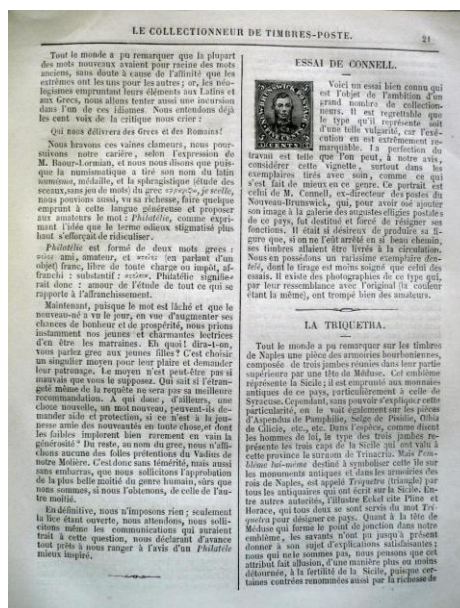 LE COLLECTIONNEUR DE TIMBRES-POSTE.
21
Tout le monde a pu remarquer que la plupart
des mots nouveaux avaient pour racine des mots
anciens, sans doute à cause de l'affinité que les
extrêmes ont les uns pour les autres; or, les néo-
logismes empruntant leurs éléments aux Latins et
aux Grecs, nous allons tenter aussi une incursion
dans l'un de ces idiomes. Nous entendons déjà
les cent voix de la critique nous crier :
Qui nous délivrera des Grecs et des Romains!
Nous bravons ces vaines clameurs, nous pour-
suivons notre carrière, selon l'expression de
M. Raour-Lormian, et nous nous disons que puis-
que la numismatique a tiré son nom du latin
numisma, médaille, et la sphragistique (étude des
sceaux, sans jeu de mots) du grec je scelle,
nous pouvions aussi, vu sa richesse, faire quelque
emprunt à cette langue généreuse et proposer
aux amateurs le mot : Philatélie, comme expri-
mant l'idée que le terme odieux stigmatisé plus
haut s'efforçait de ridiculiser.
Philatélie est formé de deux mots grecs :
ami, amateur, et (en parlant d'un
objet) franc, libre de toute charge ou impôt, af-
franchi : substantif : Philatélie signifie-
rait donc : amour de l'étude de tout ce qui se
rapporte à l'affranchissement.
Maintenant, puisque le mot est lâché et que le
nouveau-né a vu le jour, en vue d'augmenter ses
chances de bonheur et de prospérité, nous prions
instamment nos jeunes et charmantes lectrices
d'en être les marraines. Eh quoi! dira-t-on,
vous parlez grec aux jeunes filles? C'est choisir
un singulier moyen pour leur plaire et demander
leur patronage. Le moyen n'est peut-être pas si
mauvais que vous le supposez. Qui sait si l'étran-
geté même de la requête ne sera pas sa meilleure
recommandation. A qui donc, d'ailleurs, une
chose nouvelle, un mot nouveau, peuvent-ils de-
mander aide et protection, si ce n'est à la jeu-
nesse amie des nouveautés en toute chose, et dont
les faibles implorent bien rarement en vain la
générosité? Du reste, au nom du grec, nous n'affi-
chons aucune des folles prétentions du Vadius de
notre Molière. C'est donc sans témérité, mais aussi
sans embarras, que nous sollicitons l'approbation
de la plus belle moitié du genre humain, sûrs que
nous sommes, si nous l'obtenons, de celle de l'au-
tre moitié.
En définitive, nous n'imposons rien; seulement
la lice étant ouverte, nous attendons, nous solli-
citons même les communications qui auraient
trait à cette question, nous déclarant d'avance
tout prêts à nous ranger à l'avis d'un Philatèle
mieux inspiré.
ESSAI DE CONNELL.
Voici un essai bien connu qui
est l'objet de l'ambition d'un
grand nombre de collection-
neurs. Il est regrettable que
le type qu'il représente soit
d'une telle vulgarité, car l'exé-
cution en est extrêmement re-
marquable. La perfection du
travail est telle que l'on peut, à notre avis,
considérer cette vignette, surtout dans les
exemplaires tirés avec soin, comme ce qui
s'est fait de mieux en ce genre. Ce portrait est
celui de M. Connell, ex-directeur des postes du
Nouveau-Brunswick, qui, pour avoir osé ajouter
son image à la galerie des augustes effigies postales
de ce pays, fut destitué et forcé de résigner ses
fonctions. Il était si désireux de produire sa fi-
gure que, si on ne l'eût arrêté en si beau chemin,
ses timbres allaient être livrés à la circulation.
Nous en possédons un rarissime exemplaire den-
telé, dont le tirage est moins soigné que celui des
essais. Il existe des photographies de ce type qui,
par leur ressemblance avec l'original (la couleur
étant la même), ont trompé bien des amateurs.
LA TRIQUETRA.
Tout le monde a pu remarquer sur les timbres
de Naples une pièce des armoiries bourboniennes,
composée de trois jambes réunies dans leur partie
supérieure par une tête de Méduse. Cet emblème
représente la Sicile; il est emprunté aux monnaies
antiques de ce pays, particulièrement à celle de
Syracuse. Cependant, sans pouvoir s'expliquer cette
particularité, on le voit également sur les pièces
d'Aspendus de Pamphilie, Selge de Pisidie,
de Cilicie, etc., etc. Dans l'espèce, comme disent
les hommes de loi, le type des trois jambes re-
présente les trois caps de la Sicile qui ont valu à
cette province le surnom de Trinacria. Mais l'em-
blème lui-même destiné à symboliser cette île sur
les monuments antiques et dans les armoiries des
rois de Naples, est appelé Triquetra (triangle) par
tous les antiquaires qui ont écrit sur la Sicile. En-
tre autres autorités, l'illustre Eckel cite Pline et
Horace, qui tous deux se sont servis du mot Tri-
quetra pour désigner ce pays. Quant à la tête de
Méduse qui forme le point de jonction dans notre
emblème, les savants n'ont pu jusqu'à présent
donner à son sujet d'explications satisfaisantes;
nous qui ne le sommes pas, nous pensons que cet
attribut fait allusion, d'une manière plus ou moins
détournée, à la fertilité de la Sicile, puisque cer-
taines contrées renommées aussi par la richesse de